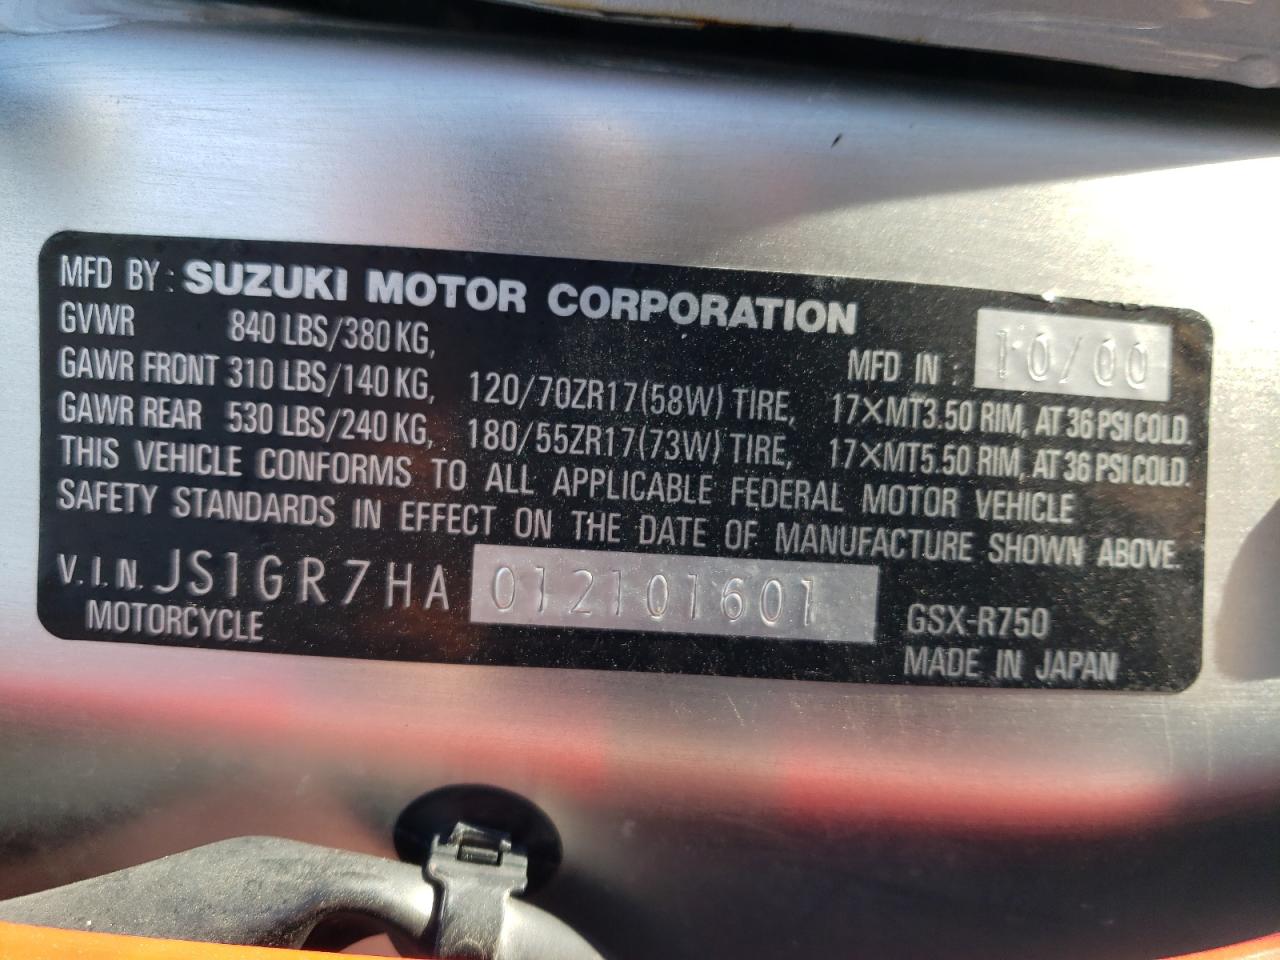 MFD BY: SUZUKI MOTOR CORPORATION
GVWR 840 LBS/380 KG, MFD IN: 10/00
GAWR FRONT 310 LBS/140 KG, 120/70ZR17(58W) TIRE, 17×MT3.50 RIM, AT 36 PSI COLD.
GAWR REAR 530 LBS/240 KG, 180/55ZR17(73W) TIRE, 17×MT5.50 RIM, AT 36 PSI COLD.
THIS VEHICLE CONFORMS TO ALL APPLICABLE FEDERAL MOTOR VEHICLE
SAFETY STANDARDS IN EFFECT ON THE DATE OF MANUFACTURE SHOWN ABOVE.
V.I.N. JS1GR7HA 012101601 GSX-R750
MOTORCYCLE MADE IN JAPAN